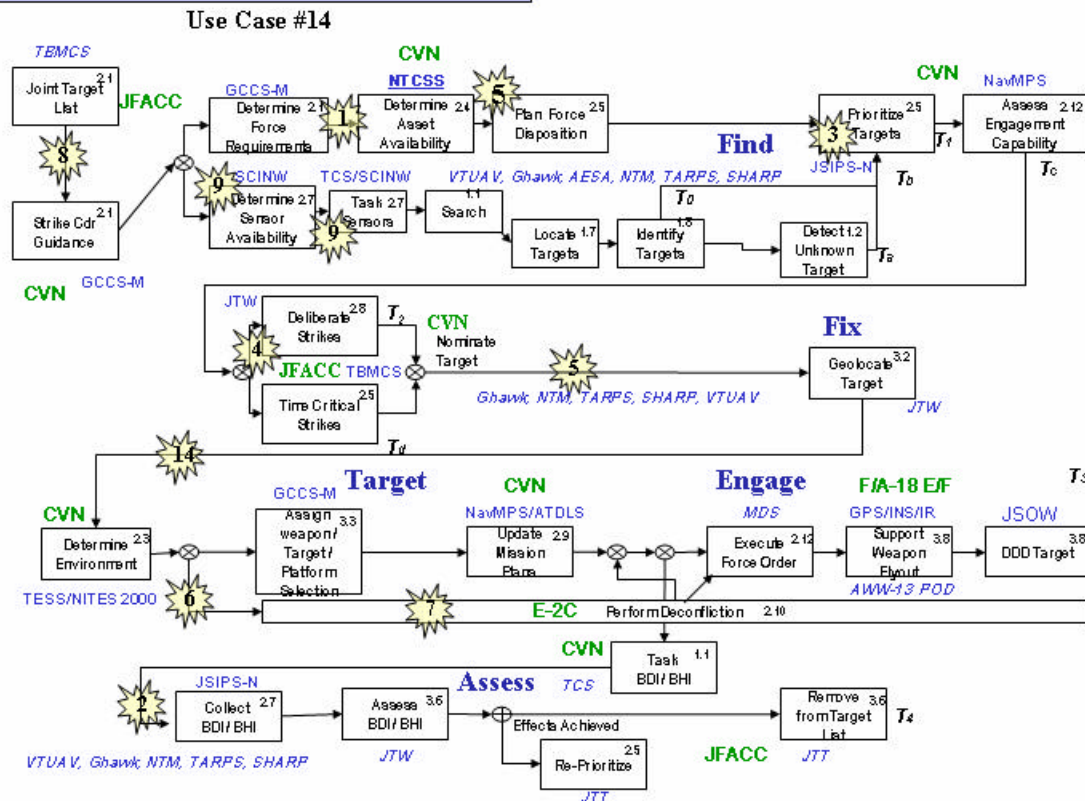 Use Case #14
TBMCS
2.1
Joint Target
List
JFACC
8
2.1
Strike Cdr
Guidance
CVN
GCCS-M
GCCS-M
2.1
Determine
Force
Requirements
1
CVN
NTCSS
2.4
Determine
Asset
Availability
5
2.5
Plan Force
Disposition
Find
3
2.5
Prioritize
Targets
JSIPS-N
T1
CVN
NavMPS
2.12
Assess
Engagement
Capability
Tc
9
SCINW
2.7
Determine
Sensor
Availability
9
TCS/SCINW
Task 2.7
Sensors
VTUAV, Ghawk, AESA, NTM, TARPS, SHARP
1.1
Search
Locate 1.7
Targets
1.8
Identify
Targets
T0
Tb
Detect 1.2
Unknown
Target
Ta
JTW
2.8
Deliberate
Strikes
T2
4
JFACC
TBMCS
CVN
Nominate
Target
2.5
Time Critical
Strikes
Td
5
Ghawk, NTM, TARPS, SHARP, VTUAV
Fix
3.2
Geolocate
Target
JTW
14
Target
CVN
2.3
Determine
Environment
TESS/NITES 2000
6
GCCS-M
Assign
weapon/ 3.3
Target/
Platform
Selection
CVN
NavMPS/ATDLS
Update 2.9
Mission
Plans
Engage
MDS
2.12
Execute
Force Order
F/A-18 E/F
GPS/INS/IR
Support
Weapon 3.8
Flyout
AWW-13 POD
JSOW
3.8
DDD Target
7
E-2C
Perform Deconfliction 2.10
CVN
1.1
Task
BDI/ BHI
TCS
Assess
2
JSIPS-N
2.7
Collect
BDI/ BHI
VTUAV, Ghawk, NTM, TARPS, SHARP
3.6
Assess
BDI/ BHI
JTW
Effects Achieved
2.5
Re-Prioritize
JTT
JFACC
3.6
Remove
from Target
List
JTT
T4